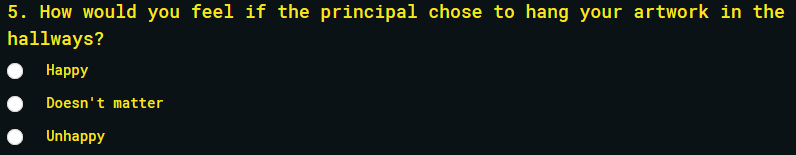 5. How would you feel if the principal chose to hang your artwork in the
hallways?
Happy
Doesn't matter
Unhappy